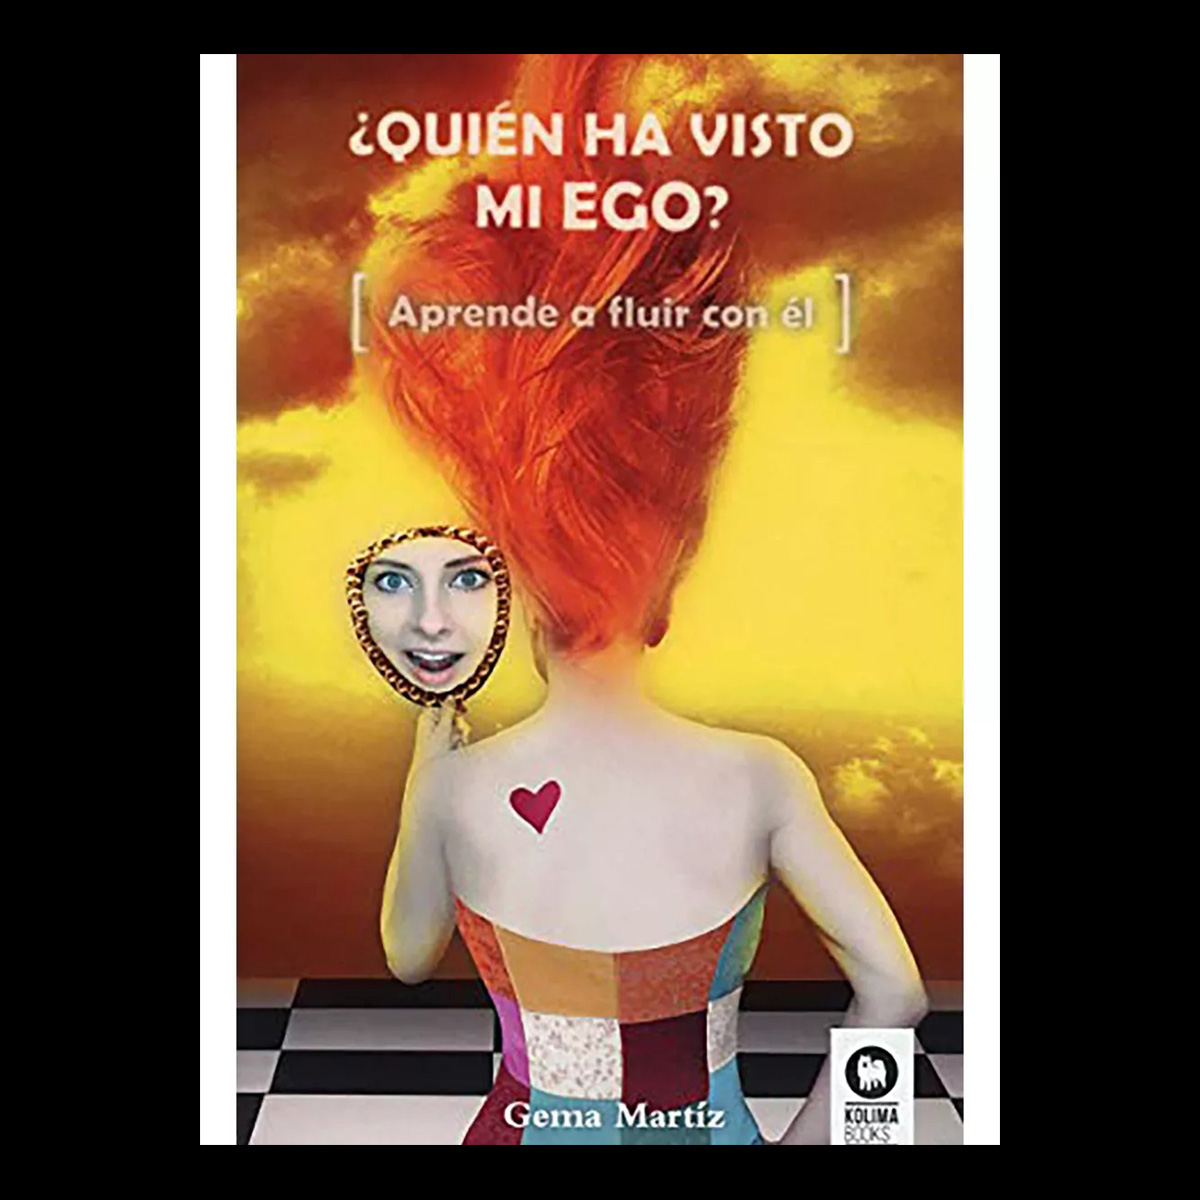 ¿QUIÉN HA VISTO
MI EGO?
[ Aprende a fluir con él ]
Gema Martíz
KOLIMA
BOOKS